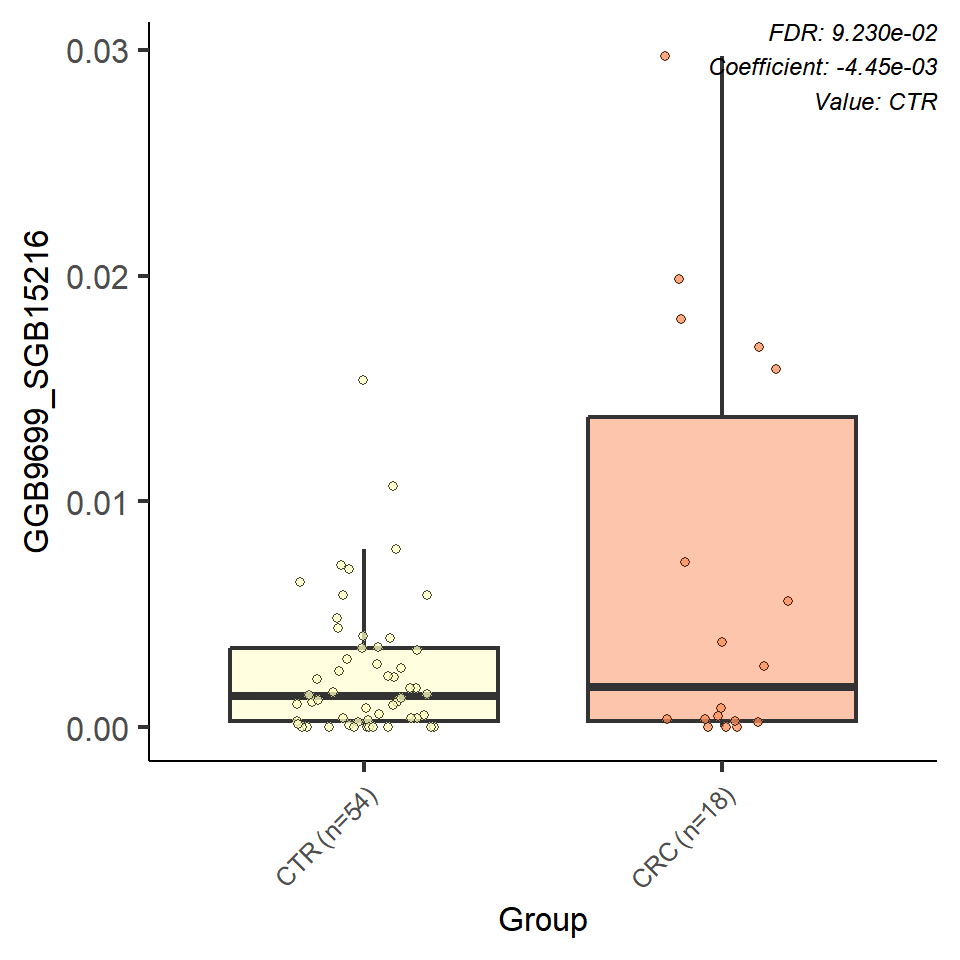 FDR: 9.230e-02
Coefficient: -4.45e-03
Value: CTR
0.03
0.02
0.01
0.00
GGB9699_SGB15216
CTR (n=54)
CRC (n=18)
Group